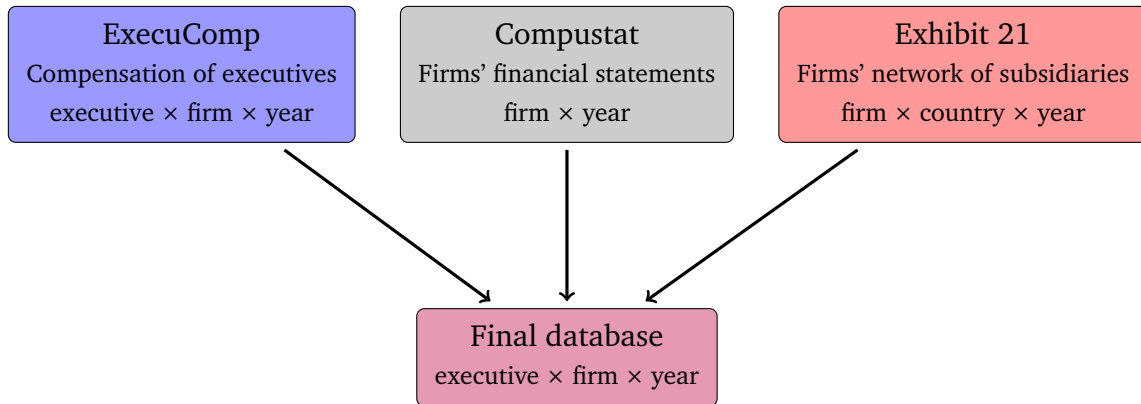 ExecuComp
Compensation of executives
executive × firm × year
Compustat
Firms’ financial statements
firm × year
Exhibit 21
Firms’ network of subsidiaries
firm × country × year
Final database
executive × firm × year